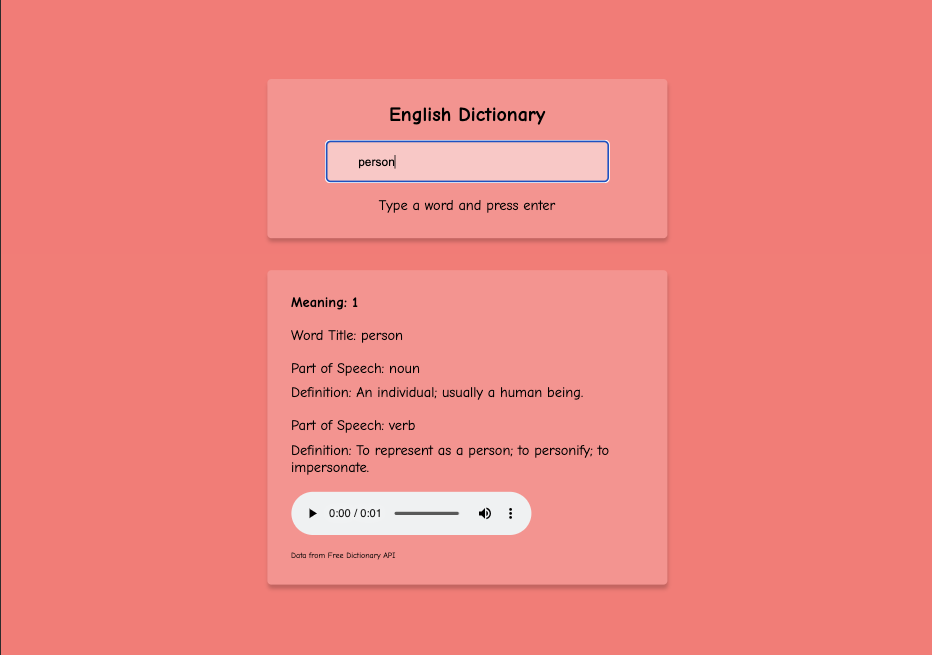 English Dictionary
person
Type a word and press enter
Meaning: 1
Word Title: person
Part of Speech: noun
Definition: An individual; usually a human being.
Part of Speech: verb
Definition: To represent as a person; to personify; to
impersonate.
0:00 / 0:01
Data from Free Dictionary API